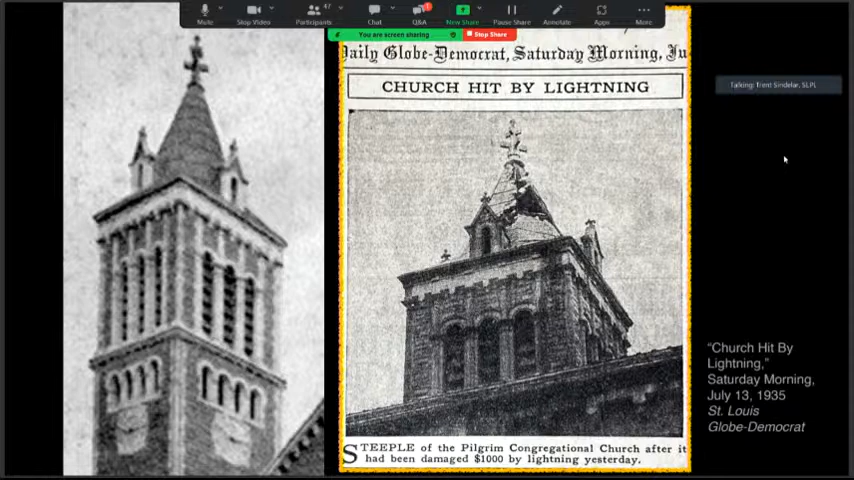 Mute
Stop Video
Participants
47
Chat
Q&A
1
New Share
Pause Share
Annotate
Apps
More
You are screen sharing
Stop Share
Talking: Trent Sindelar, SLPL
Daily Globe-Democrat, Saturday Morning, Ju
CHURCH HIT BY LIGHTNING
STEEPLE of the Pilgrim Congregational Church after it
had been damaged $1000 by lightning yesterday.
“Church Hit By
Lightning,”
Saturday Morning,
July 13, 1935
St. Louis
Globe-Democrat